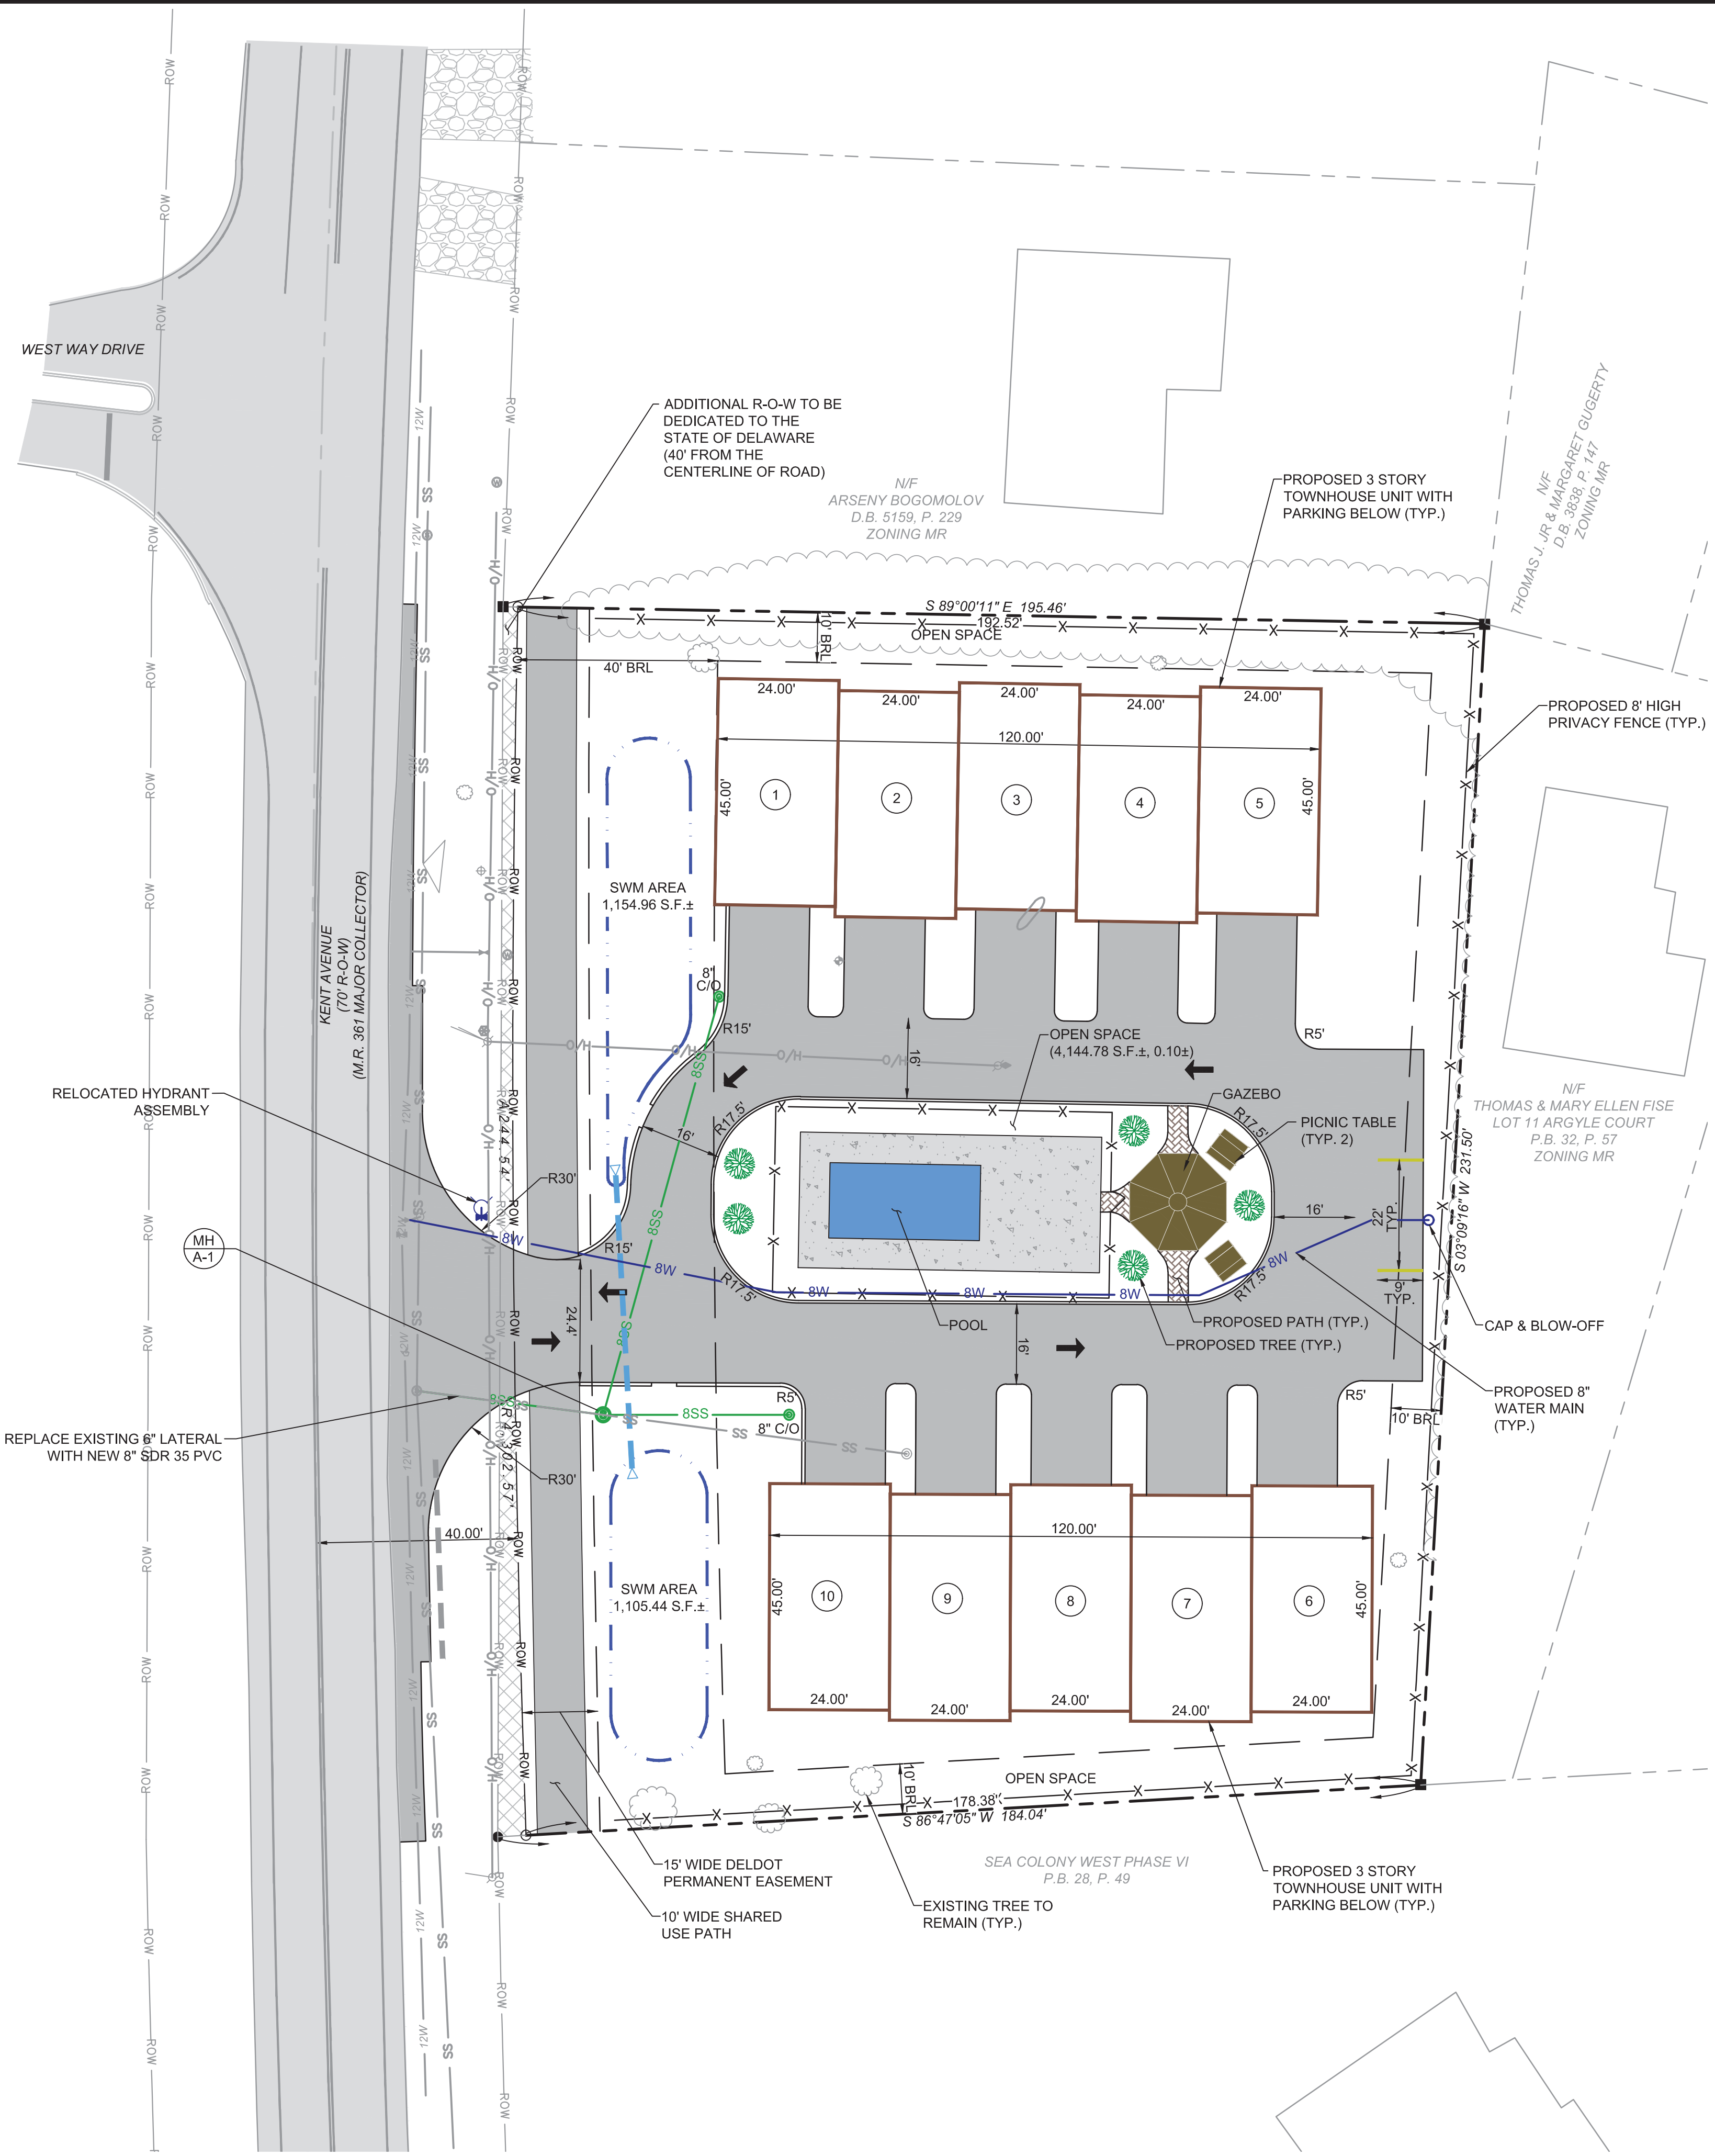 WEST WAY DRIVE
ADDITIONAL R-O-W TO BE
DEDICATED TO THE
STATE OF DELAWARE
(40' FROM THE
CENTERLINE OF ROAD)
N/F
ARSENY BOGOMOLOV
D.B. 5159, P. 229
ZONING MR
PROPOSED 3 STORY
TOWNHOUSE UNIT WITH
PARKING BELOW (TYP.)
N/F
THOMAS J. JR & MARGARET GUGERTY
D.B. 3838, P. 147
ZONING MR
S 89°00'11" E 195.46'
192.52'
OPEN SPACE
10' BRL
40' BRL
24.00'
24.00'
24.00'
24.00'
24.00'
120.00'
45.00'
45.00'
1
2
3
4
5
PROPOSED 8' HIGH
PRIVACY FENCE (TYP.)
SWM AREA
1,154.96 S.F.±
KENT AVENUE
(70' R-O-W)
(M.R. 361 MAJOR COLLECTOR)
8"
C/O
R15'
16'
OPEN SPACE
(4,144.78 S.F.±, 0.10±)
R5'
RELOCATED HYDRANT
ASSEMBLY
GAZEBO
PICNIC TABLE
(TYP. 2)
N/F
THOMAS & MARY ELLEN FISE
LOT 11 ARGYLE COURT
P.B. 32, P. 57
ZONING MR
R17.5'
R17.5'
16'
R30'
16'
22'
TYP.
S 03°09'16" W 231.50'
MH
A-1
R15'
8W
8W
8W
8W
8W
8W
8SS
8SS
8SS
R17.5'
R17.5'
9'
TYP.
24.4'
POOL
16'
PROPOSED PATH (TYP.)
PROPOSED TREE (TYP.)
CAP & BLOW-OFF
R5'
R5'
8SS
8SS
8" C/O
10' BRL
PROPOSED 8"
WATER MAIN
(TYP.)
REPLACE EXISTING 6" LATERAL
WITH NEW 8" SDR 35 PVC
R30'
40.00'
120.00'
45.00'
45.00'
10
9
8
7
6
SWM AREA
1,105.44 S.F.±
24.00'
24.00'
24.00'
24.00'
24.00'
OPEN SPACE
10' BRL
178.38'
S 86°47'05" W 184.04'
15' WIDE DELDOT
PERMANENT EASEMENT
10' WIDE SHARED
USE PATH
SEA COLONY WEST PHASE VI
P.B. 28, P. 49
EXISTING TREE TO
REMAIN (TYP.)
PROPOSED 3 STORY
TOWNHOUSE UNIT WITH
PARKING BELOW (TYP.)
ROW
12W
SS
O/H